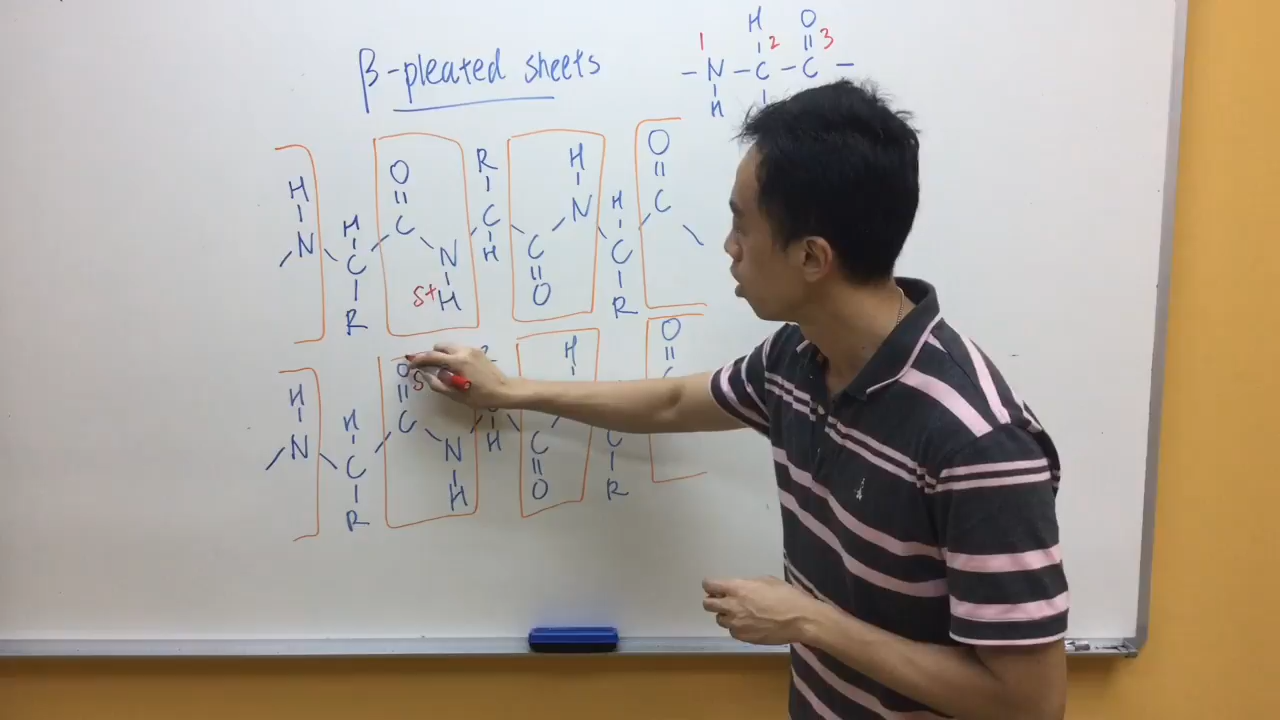 β-pleated sheets
H O
1 2 3
– N – C – C –
H
O R H O
H H C
N H C N H C
C N H C C
R δ+ H O R
O H O
H H C
N C N H C C
R H O R